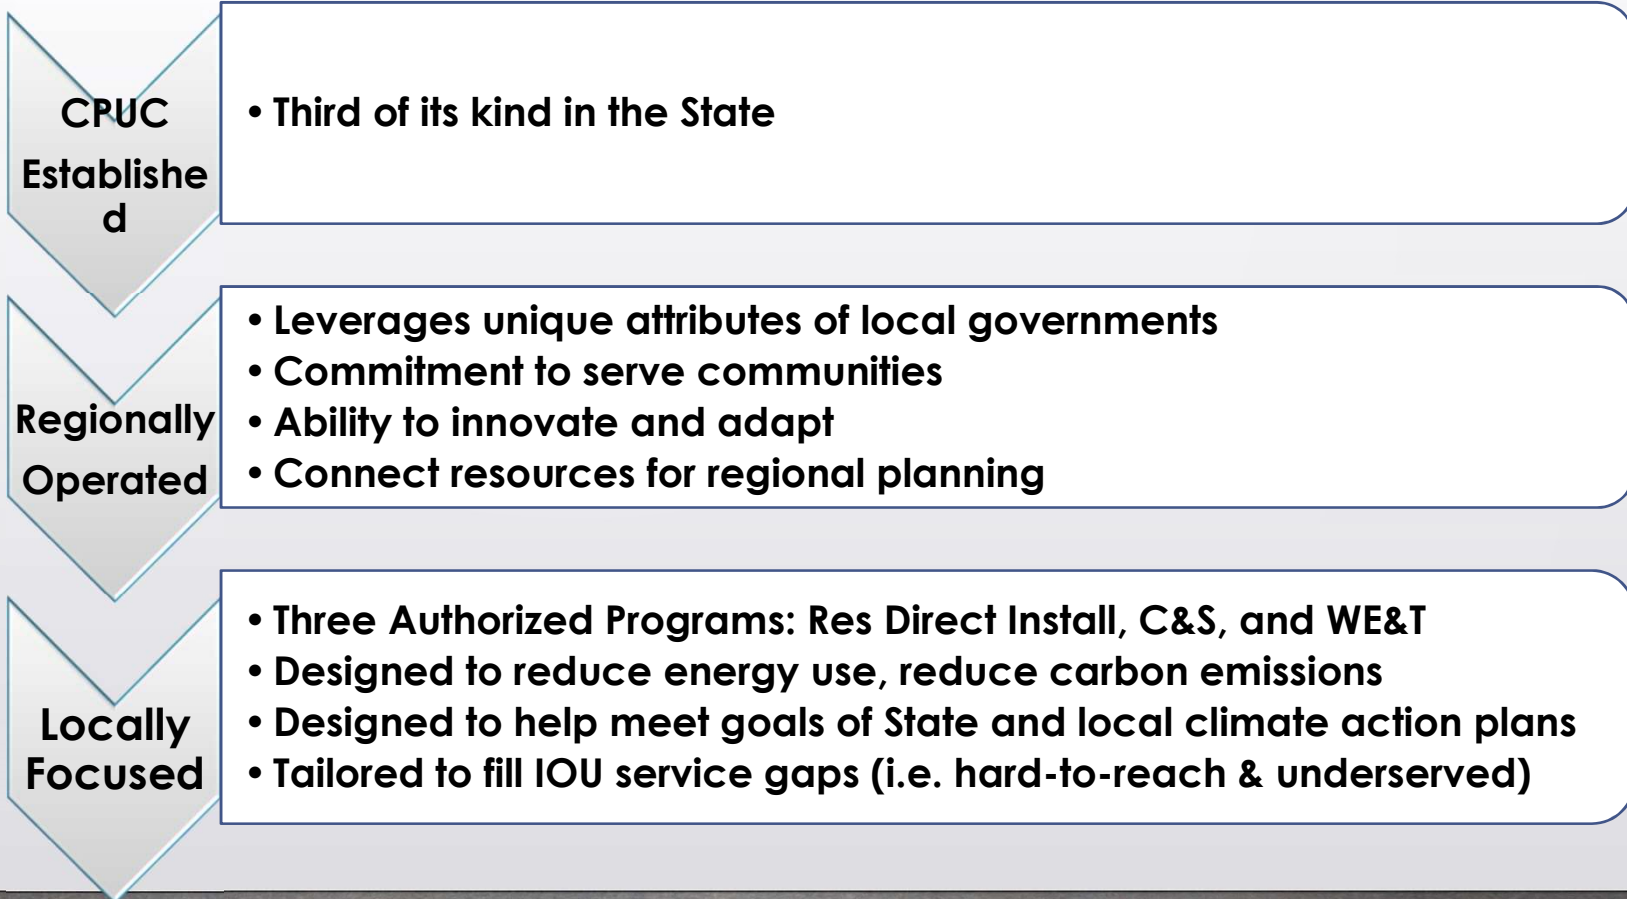 CPUC
Establishe
d
• Third of its kind in the State
Regionally
Operated
• Leverages unique attributes of local governments
• Commitment to serve communities
• Ability to innovate and adapt
• Connect resources for regional planning
Locally
Focused
• Three Authorized Programs: Res Direct Install, C&S, and WE&T
• Designed to reduce energy use, reduce carbon emissions
• Designed to help meet goals of State and local climate action plans
• Tailored to fill IOU service gaps (i.e. hard-to-reach & underserved)